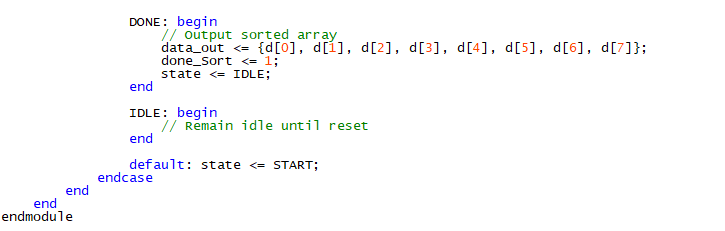 DONE: begin
// Output sorted array
data_out <= {d[0], d[1], d[2], d[3], d[4], d[5], d[6], d[7]};
done_Sort <= 1;
state <= IDLE;
end
IDLE: begin
// Remain idle until reset
end
default: state <= START;
endcase
end
end
endmodule